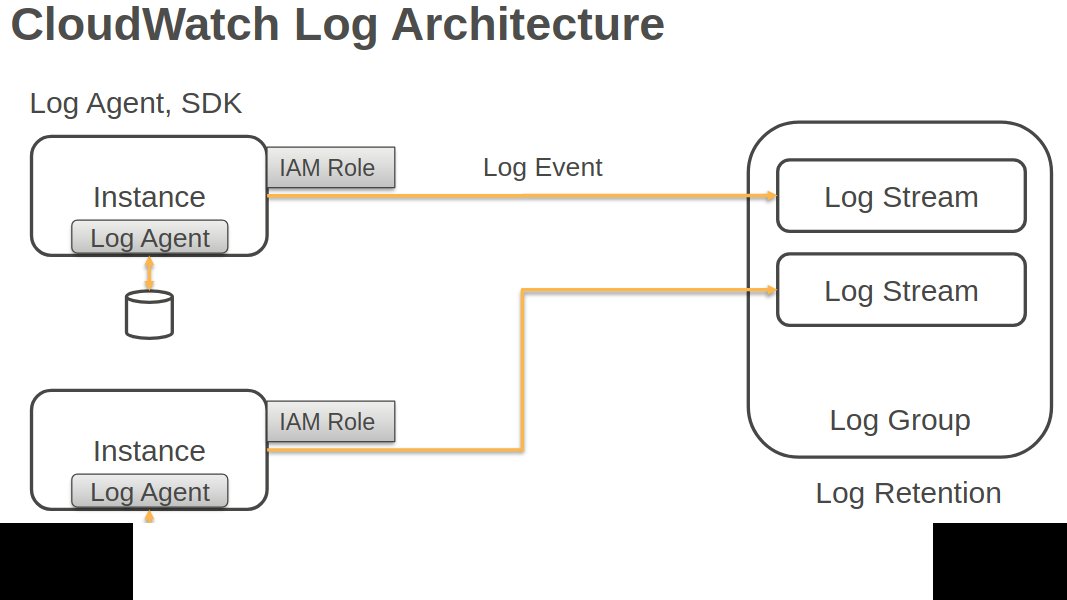 CloudWatch Log Architecture
Log Agent, SDK
Instance
Log Agent
IAM Role
Log Event
Log Stream
Log Stream
Instance
Log Agent
IAM Role
Log Group
Log Retention